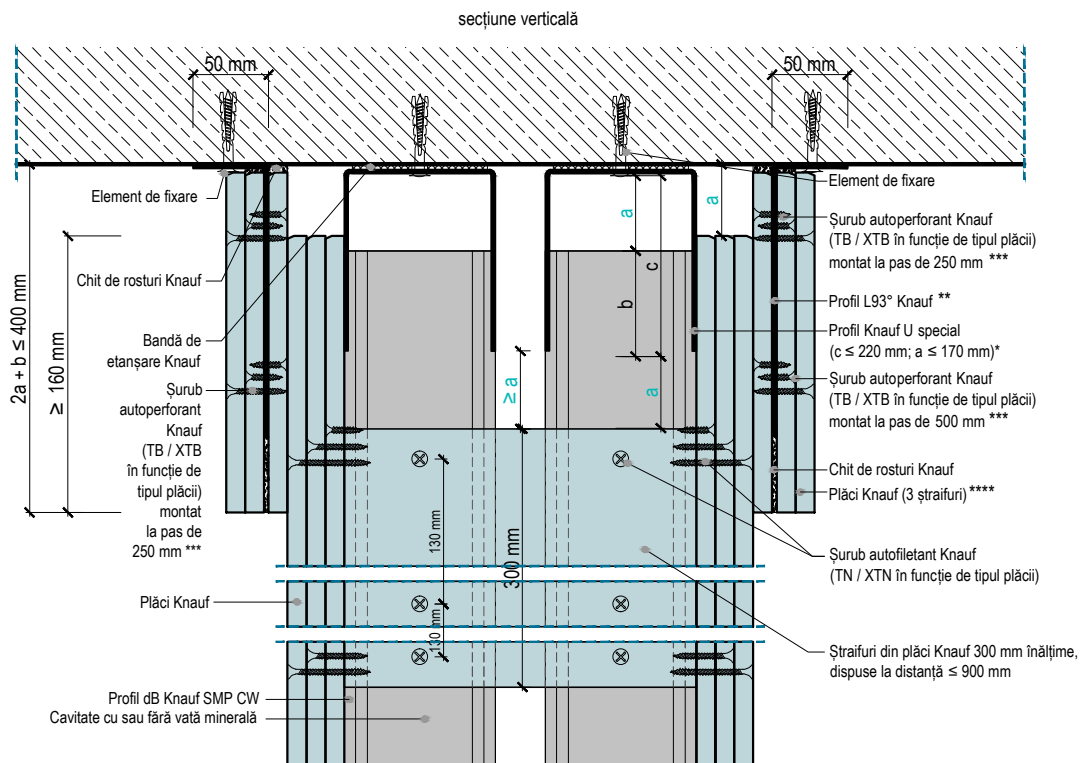 secțiune verticală
50 mm
50 mm
Element de fixare
Chit de rosturi Knauf
Bandă de
etanșare Knauf
Șurub
autoperforant
Knauf
(TB / XTB
în funcție de
tipul plăcii)
montat
la pas de
250 mm ***
2a + b ≤ 400 mm
≥ 160 mm
Plăci Knauf
Profil dB Knauf SMP CW
Cavitate cu sau fără vată minerală
a
a
c
b
≥ a
a
130 mm
300 mm
130 mm
Element de fixare
Șurub autoperforant Knauf
(TB / XTB în funcție de tipul plăcii)
montat la pas de 250 mm ***
Profil L93° Knauf **
Profil Knauf U special
(c ≤ 220 mm; a ≤ 170 mm)*
Șurub autoperforant Knauf
(TB / XTB în funcție de tipul plăcii)
montat la pas de 500 mm ***
Chit de rosturi Knauf
Plăci Knauf (3 ștraifuri) ****
Șurub autofiletant Knauf
(TN / XTN în funcție de tipul plăcii)
Ștraifuri din plăci Knauf 300 mm înălțime,
dispuse la distanță ≤ 900 mm